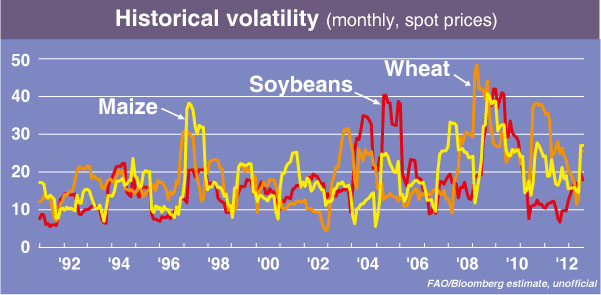 Historical volatility (monthly, spot prices)
50
40
30
20
10
Maize
Soybeans
Wheat
'92 '94 '96 '98 '00 '02 '04 '06 '08 '10 '12
FAO/Bloomberg estimate, unofficial